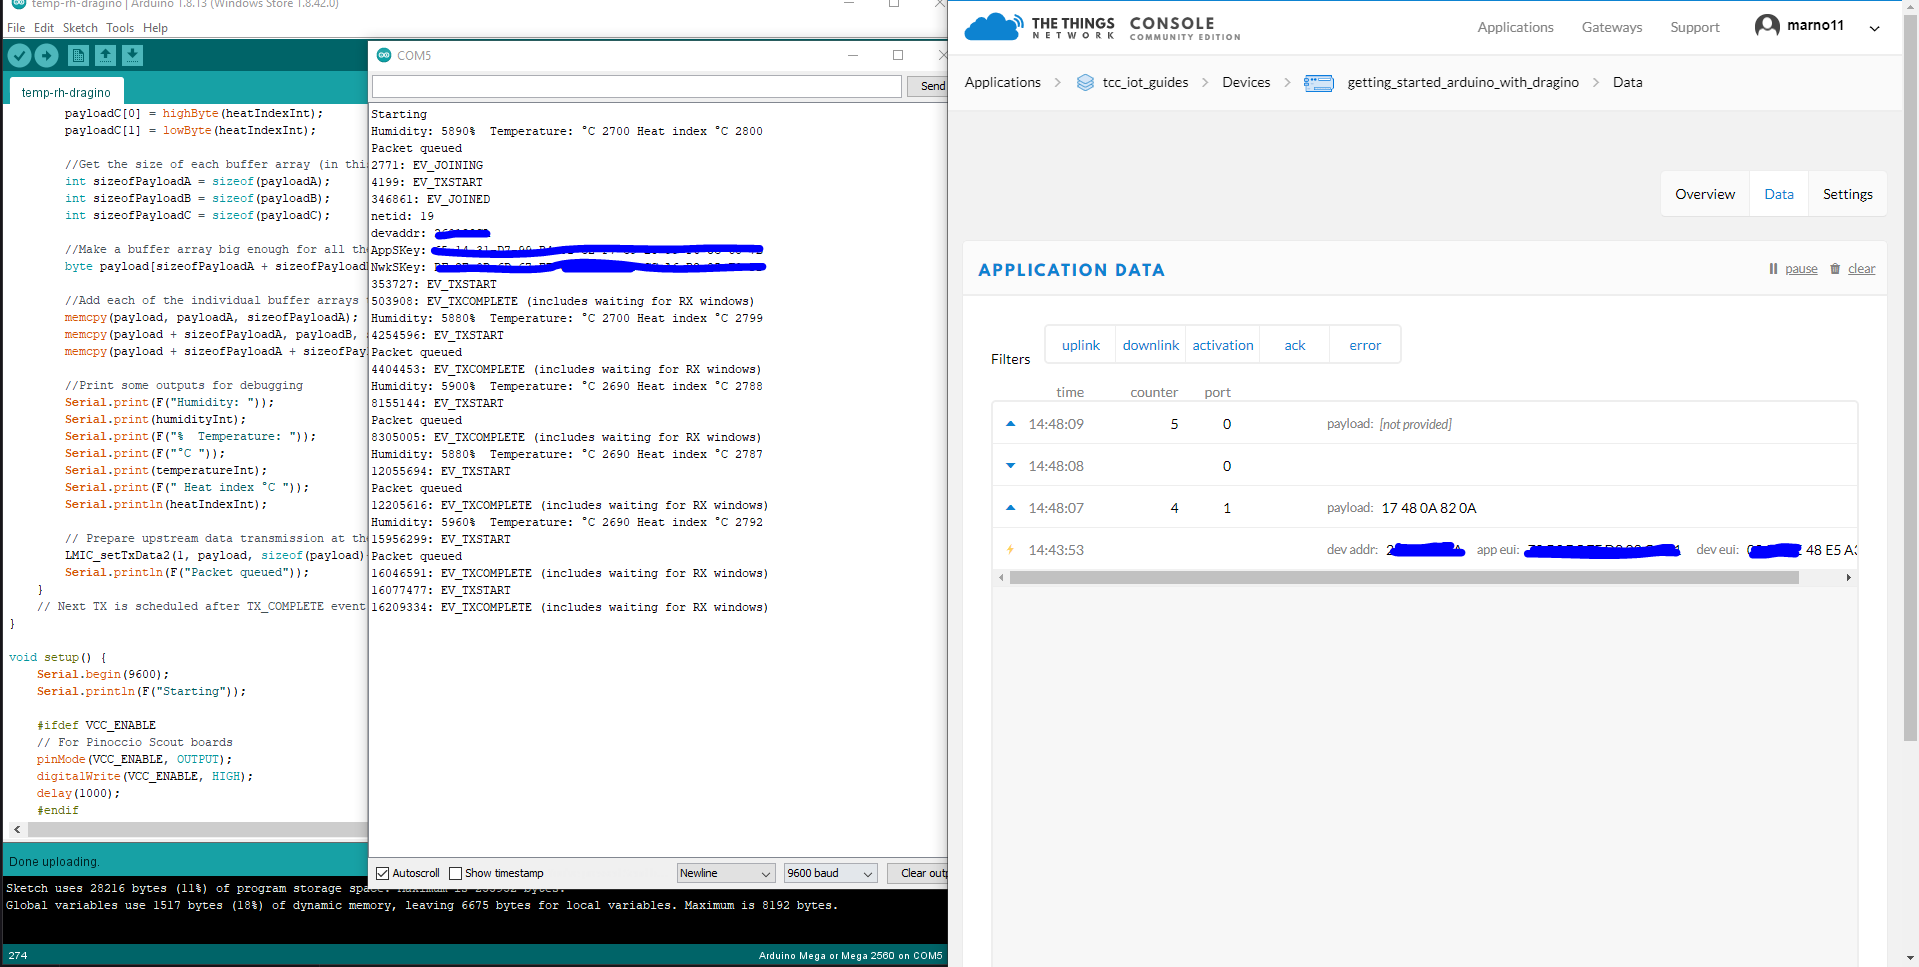 temp-rh-dragino | Arduino 1.8.13 (Windows Store 1.8.42.0)
File Edit Sketch Tools Help
temp-rh-dragino
payloadC[0] = highByte(heatIndexInt);
payloadC[1] = lowByte(heatIndexInt);
//Get the size of each buffer array (in thi
int sizeofPayloadA = sizeof(payloadA);
int sizeofPayloadB = sizeof(payloadB);
int sizeofPayloadC = sizeof(payloadC);
//Make a buffer array big enough for all th
byte payload[sizeofPayloadA + sizeofPayload
//Add each of the individual buffer arrays
memcpy(payload, payloadA, sizeofPayloadA);
memcpy(payload + sizeofPayloadA, payloadB,
memcpy(payload + sizeofPayloadA + sizeofPay
//Print some outputs for debugging
Serial.print(F("Humidity: "));
Serial.print(humidityInt);
Serial.print(F("%  Temperature: "));
Serial.print(F("°C "));
Serial.print(temperatureInt);
Serial.print(F(" Heat index °C "));
Serial.println(heatIndexInt);
// Prepare upstream data transmission at the
LMIC_setTxData2(1, payload, sizeof(payload)
Serial.println(F("Packet queued"));
}
// Next TX is scheduled after TX_COMPLETE event
}
void setup() {
Serial.begin(9600);
Serial.println(F("Starting"));
#ifdef VCC_ENABLE
// For Pinoccio Scout boards
pinMode(VCC_ENABLE, OUTPUT);
digitalWrite(VCC_ENABLE, HIGH);
delay(1000);
#endif
Done uploading.
Sketch uses 28216 bytes (11%) of program storage space.
Global variables use 1517 bytes (18%) of dynamic memory, leaving 6675 bytes for local variables. Maximum is 8192 bytes.
274
Arduino Mega or Mega 2560 on COM5
COM5
Send
Starting
Humidity: 5890%  Temperature: °C 2700 Heat index °C 2800
Packet queued
2771: EV_JOINING
4199: EV_TXSTART
346861: EV_JOINED
netid: 19
devaddr:
AppSKey:
NwkSKey:
353727: EV_TXSTART
503908: EV_TXCOMPLETE (includes waiting for RX windows)
Humidity: 5880%  Temperature: °C 2700 Heat index °C 2799
4254596: EV_TXSTART
Packet queued
4404453: EV_TXCOMPLETE (includes waiting for RX windows)
Humidity: 5900%  Temperature: °C 2690 Heat index °C 2788
8155144: EV_TXSTART
Packet queued
8305005: EV_TXCOMPLETE (includes waiting for RX windows)
Humidity: 5880%  Temperature: °C 2690 Heat index °C 2787
12055694: EV_TXSTART
Packet queued
12205616: EV_TXCOMPLETE (includes waiting for RX windows)
Humidity: 5960%  Temperature: °C 2690 Heat index °C 2792
15956299: EV_TXSTART
Packet queued
16046591: EV_TXCOMPLETE (includes waiting for RX windows)
16077477: EV_TXSTART
16209334: EV_TXCOMPLETE (includes waiting for RX windows)
Autoscroll Show timestamp Newline 9600 baud Clear outp
THE THINGS NETWORK CONSOLE COMMUNITY EDITION
Applications Gateways Support marno11
Applications > tcc_iot_guides > Devices > getting_started_arduino_with_dragino > Data
Overview Data Settings
APPLICATION DATA
pause clear
Filters uplink downlink activation ack error
time counter port
14:48:09 5 0 payload: [not provided]
14:48:08 0
14:48:07 4 1 payload: 17 48 0A 82 0A
14:43:53 dev addr: app eui: dev eui: 48 E5 A3